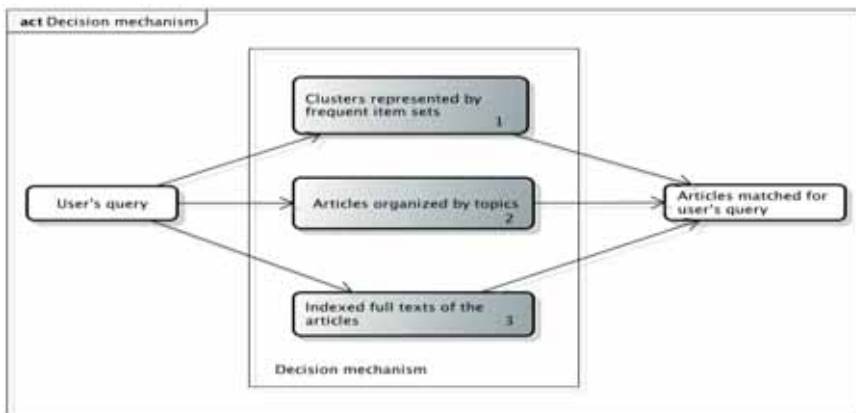 act Decision mechanism
Clusters represented by
frequent item sets
1
User's query
Articles organized by topics
2
Articles matched for
user's query
Indexed full texts of the
articles
3
Decision mechanism